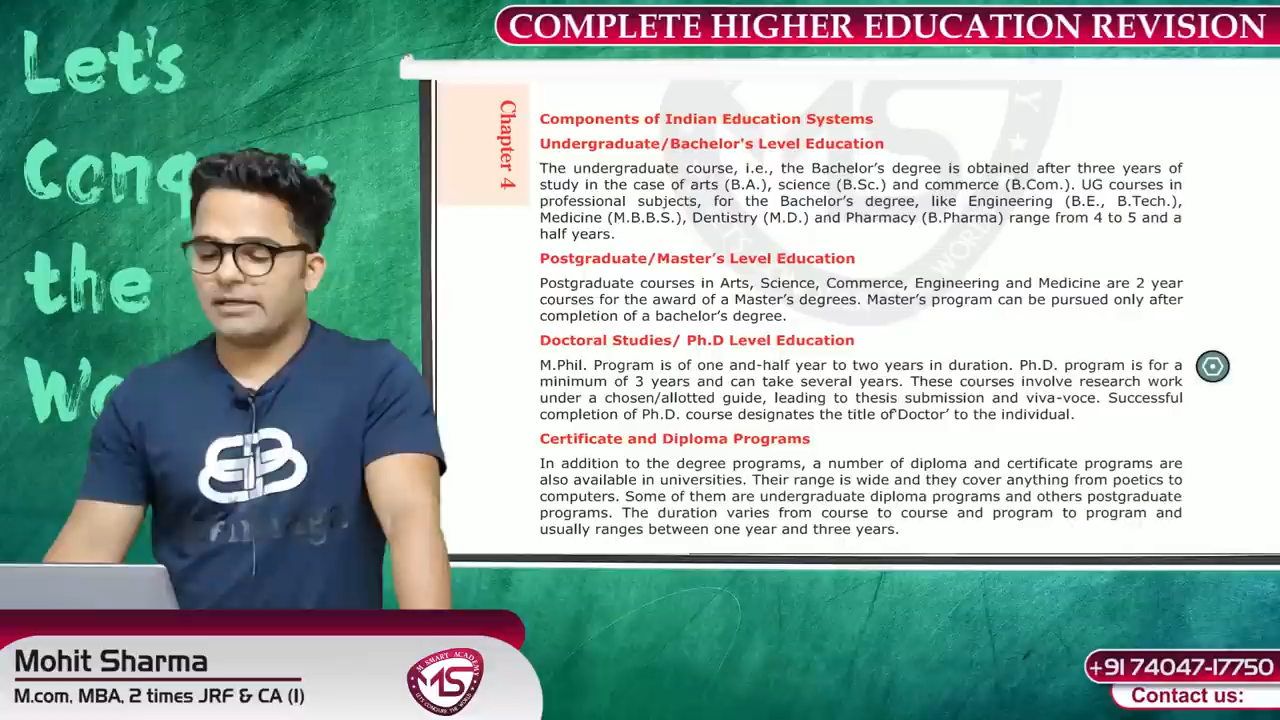 COMPLETE HIGHER EDUCATION REVISION
Let's
the
Chapter 4
Components of Indian Education Systems
Undergraduate/Bachelor's Level Education
The undergraduate course, i.e., the Bachelor's degree is obtained after three years of
study in the case of arts (B.A.), science (B.Sc.) and commerce (B.Com.). UG courses in
professional subjects, for the Bachelor's degree, like Engineering (B.E., B.Tech.),
Medicine (M.B.B.S.), Dentistry (M.D.) and Pharmacy (B.Pharma) range from 4 to 5 and a
half years.
Postgraduate/Master's Level Education
Postgraduate courses in Arts, Science, Commerce, Engineering and Medicine are 2 year
courses for the award of a Master's degrees. Master's program can be pursued only after
completion of a bachelor's degree.
Doctoral Studies/ Ph.D Level Education
M.Phil. Program is of one and-half year to two years in duration. Ph.D. program is for a
minimum of 3 years and can take several years. These courses involve research work
under a chosen/allotted guide, leading to thesis submission and viva-voce. Successful
completion of Ph.D. course designates the title of'Doctor' to the individual.
Certificate and Diploma Programs
In addition to the degree programs, a number of diploma and certificate programs are
also available in universities. Their range is wide and they cover anything from poetics to
computers. Some of them are undergraduate diploma programs and others postgraduate
programs. The duration varies from course to course and program to program and
usually ranges between one year and three years.
Mohit Sharma
M.com, MBA, 2 times JRF & CA (I)
M SMART ACADEMY
MS
LETS CONQUER THE WORLD
+91 74047-17750
Contact us: